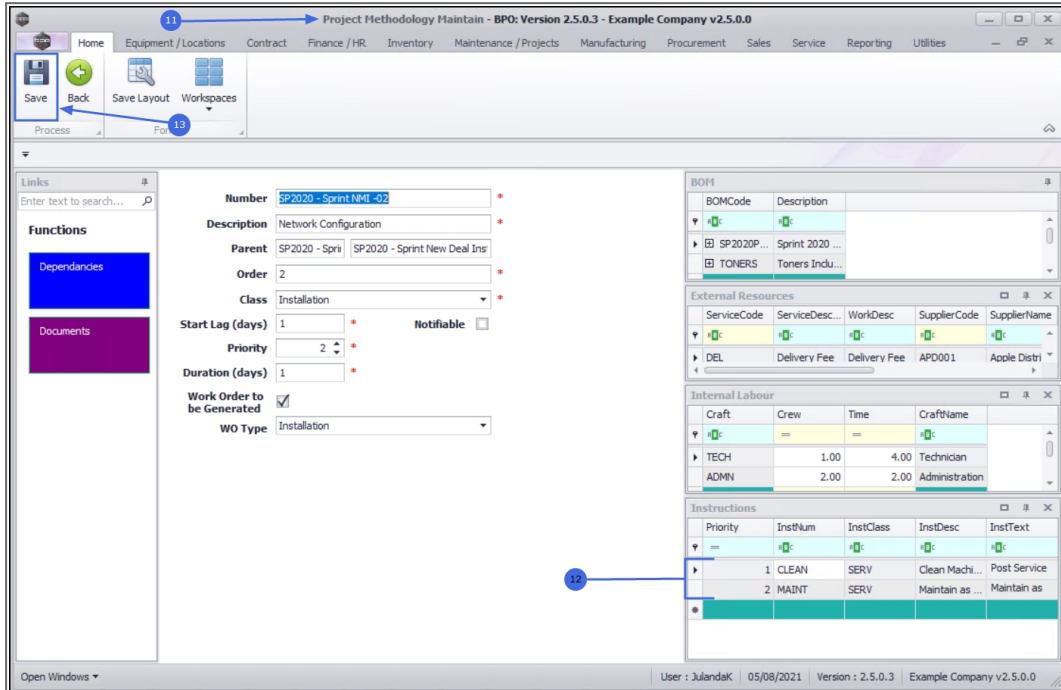 11
Project Methodology Maintain - BPO: Version 2.5.0.3 - Example Company v2.5.0.0
Home Equipment / Locations Contract Finance / HR Inventory Maintenance / Projects Manufacturing Procurement Sales Service Reporting Utilities
Save Back Save Layout Workspaces
13
Process
Links
Enter text to search...
Functions
Dependancies
Documents
Number SP2020 - Sprint NMI -02 *
Description Network Configuration *
Parent SP2020 - Spri SP2020 - Sprint New Deal Ins
Order 2 *
Class Installation *
Start Lag (days) 1 * Notifiable
Priority 2 *
Duration (days) 1 *
Work Order to
be Generated
WO Type Installation
BOM
BOMCode Description
SP2020P... Sprint 2020 ...
TONERS Toners Indu...
External Resources
ServiceCode ServiceDesc... WorkDesc SupplierCode SupplierName
DEL Delivery Fee Delivery Fee APD001 Apple Distri
Internal Labour
Craft Crew Time CraftName
= =
TECH 1.00 4.00 Technician
ADMN 2.00 2.00 Administration
Instructions
Priority InstNum InstClass InstDesc InstText
=
12
1 CLEAN SERV Clean Machi... Post Service
2 MAINT SERV Maintain as ... Maintain as
Open Windows User : JulandaK 05/08/2021 Version : 2.5.0.3 Example Company v2.5.0.0